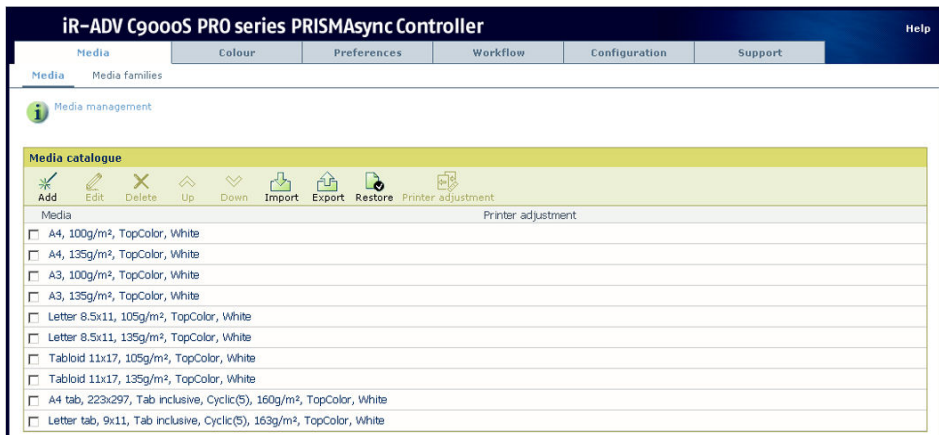 iR-ADV C9000S PRO series PRISMAsync Controller
Help
Media Colour Preferences Workflow Configuration Support
Media Media families
i Media management
Media catalogue
Add Edit Delete Up Down Import Export Restore Printer adjustment
Media Printer adjustment
A4, 100g/m², TopColor, White
A4, 135g/m², TopColor, White
A3, 100g/m², TopColor, White
A3, 135g/m², TopColor, White
Letter 8.5x11, 105g/m², TopColor, White
Letter 8.5x11, 135g/m², TopColor, White
Tabloid 11x17, 105g/m², TopColor, White
Tabloid 11x17, 135g/m², TopColor, White
A4 tab, 223x297, Tab inclusive, Cyclic(5), 160g/m², TopColor, White
Letter tab, 9x11, Tab inclusive, Cyclic(5), 163g/m², TopColor, White